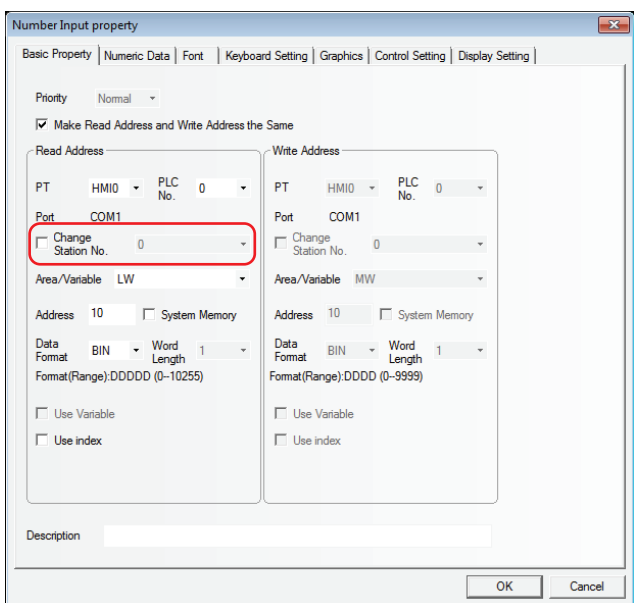 Number Input property
Basic Property Numeric Data Font Keyboard Setting Graphics Control Setting Display Setting
Priority Normal
Make Read Address and Write Address the Same
Read Address
PT HMI0 PLC No. 0
Port COM1
Change Station No. 0
Area/Variable LW
Address 10 System Memory
Data Format BIN Word Length 1
Format(Range):DDDDD (0--10255)
Use Variable
Use index
Write Address
PT HMI0 PLC No. 0
Port COM1
Change Station No. 0
Area/Variable MW
Address 10 System Memory
Data Format BIN Word Length 1
Format(Range):DDDD (0--9999)
Use Variable
Use index
Description
OK Cancel